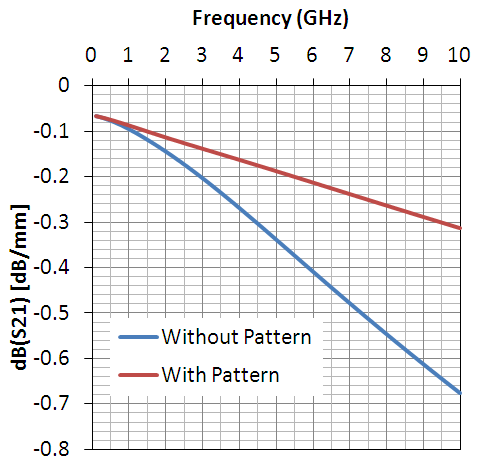 Frequency (GHz)
0 1 2 3 4 5 6 7 8 9 10
0
-0.1
-0.2
-0.3
-0.4
-0.5
-0.6
-0.7
-0.8
dB(S21) [dB/mm]
Without Pattern
With Pattern